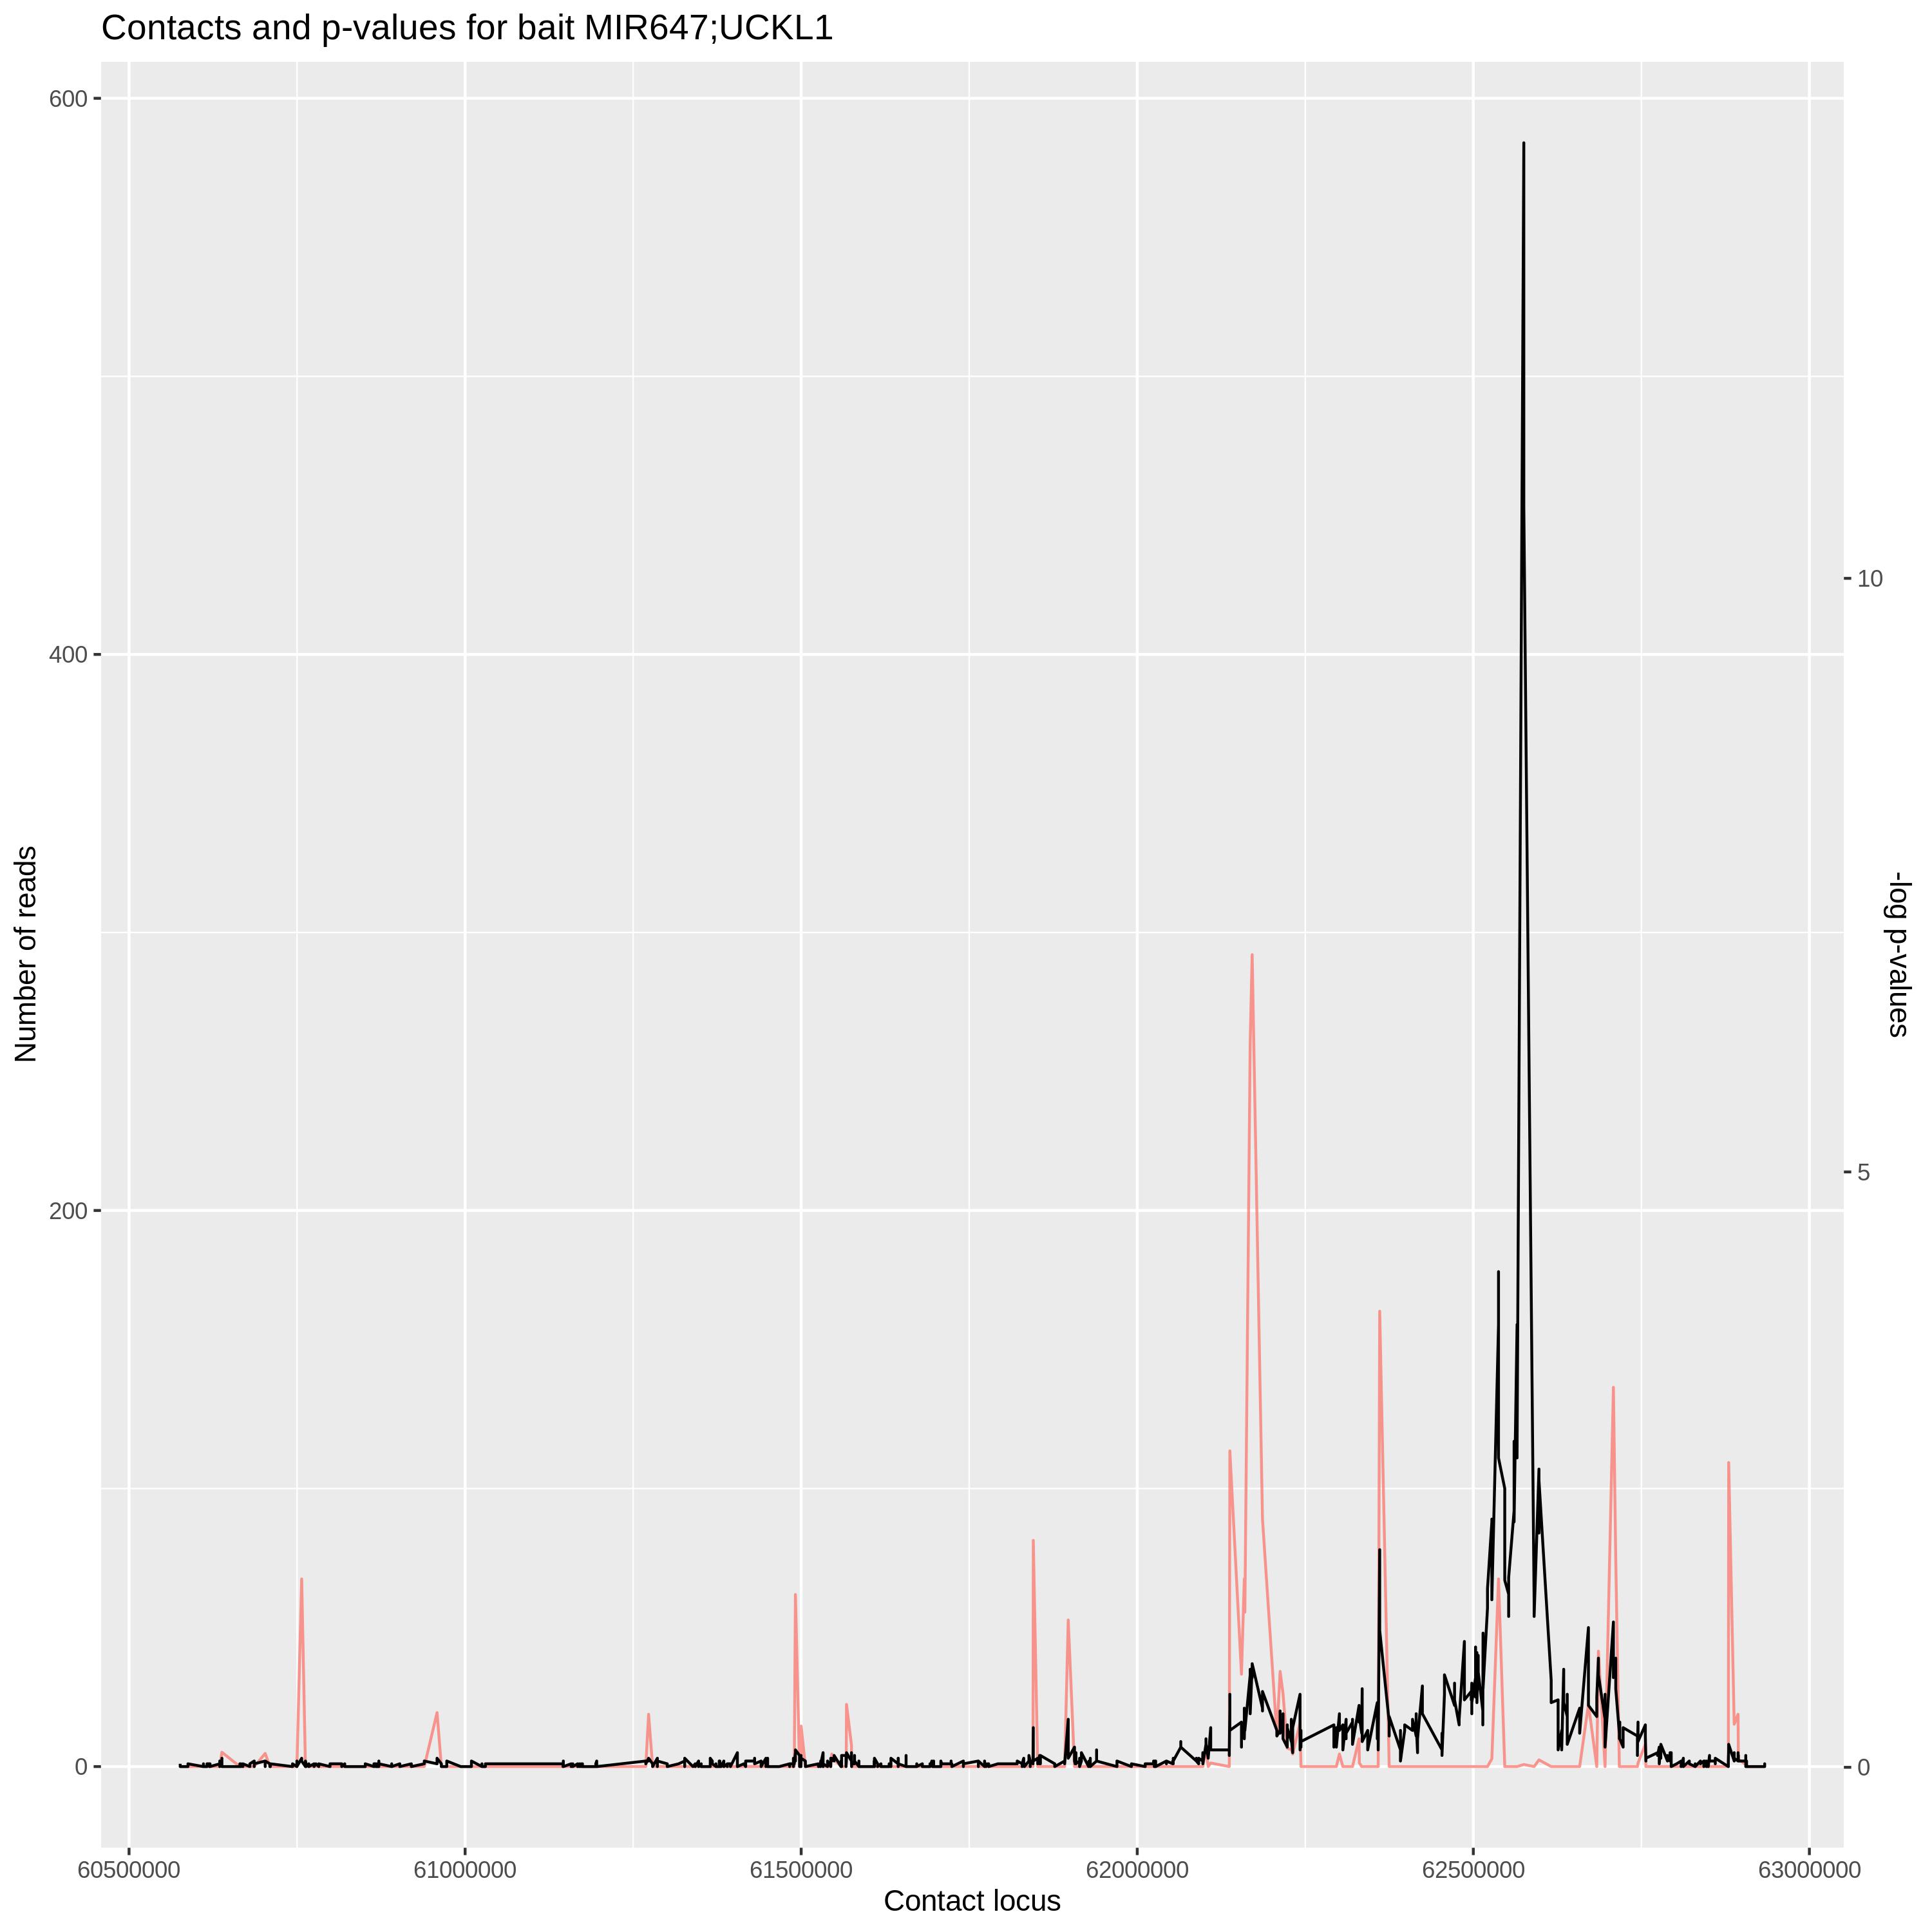 Contacts and p-values for bait MIR647;UCKL1
600
400
200
0
Number of reads
10
5
0
-log p-values
60500000 61000000 61500000 62000000 62500000 63000000
Contact locus